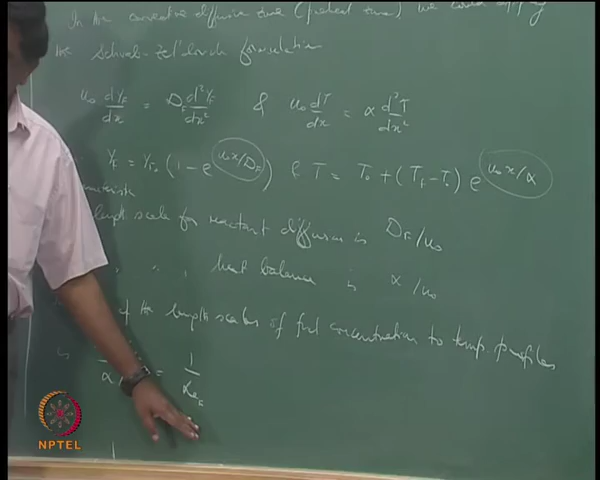 In the convective diffusive zone (preheat zone) we could apply
the Schvab-Zel'dovich formulation
u₀ dY_F/dx = D_F d²Y_F/dx² & u₀ dT/dx = α d²T/dx²
Y_F = Y_F₀ (1 - e^(u₀x/D_F)) & T = T₀ + (T_f - T₀) e^(u₀x/α)
length scale for reactant diffusion is D_F/u₀
" , heat balance is α/u₀
of the length scales of fuel concentration to temp. profiles
is = 1/Le_F
NPTEL